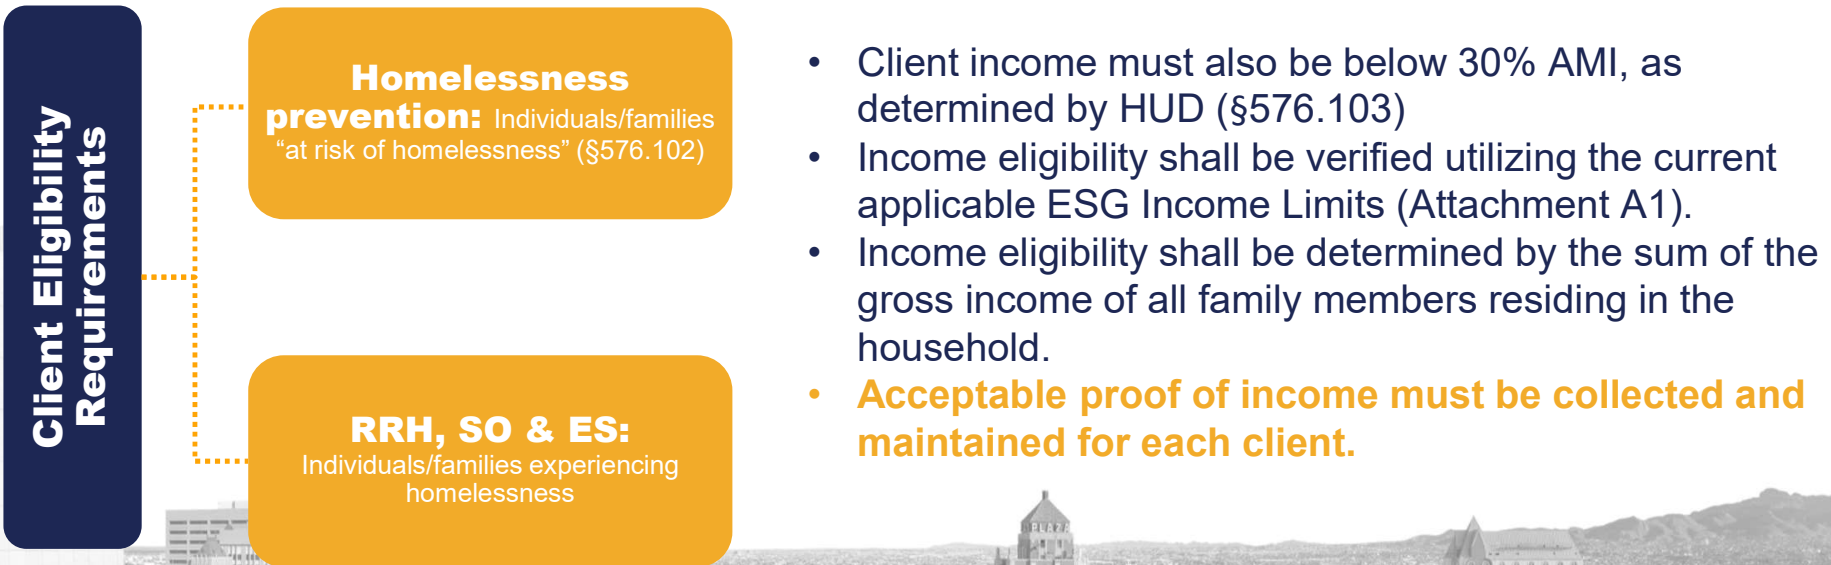 Client Eligibility
Requirements
Homelessness
prevention: Individuals/families
“at risk of homelessness” (§576.102)
RRH, SO & ES:
Individuals/families experiencing
homelessness
• Client income must also be below 30% AMI, as
determined by HUD (§576.103)
• Income eligibility shall be verified utilizing the current
applicable ESG Income Limits (Attachment A1).
• Income eligibility shall be determined by the sum of the
gross income of all family members residing in the
household.
• Acceptable proof of income must be collected and
maintained for each client.
PLAZA